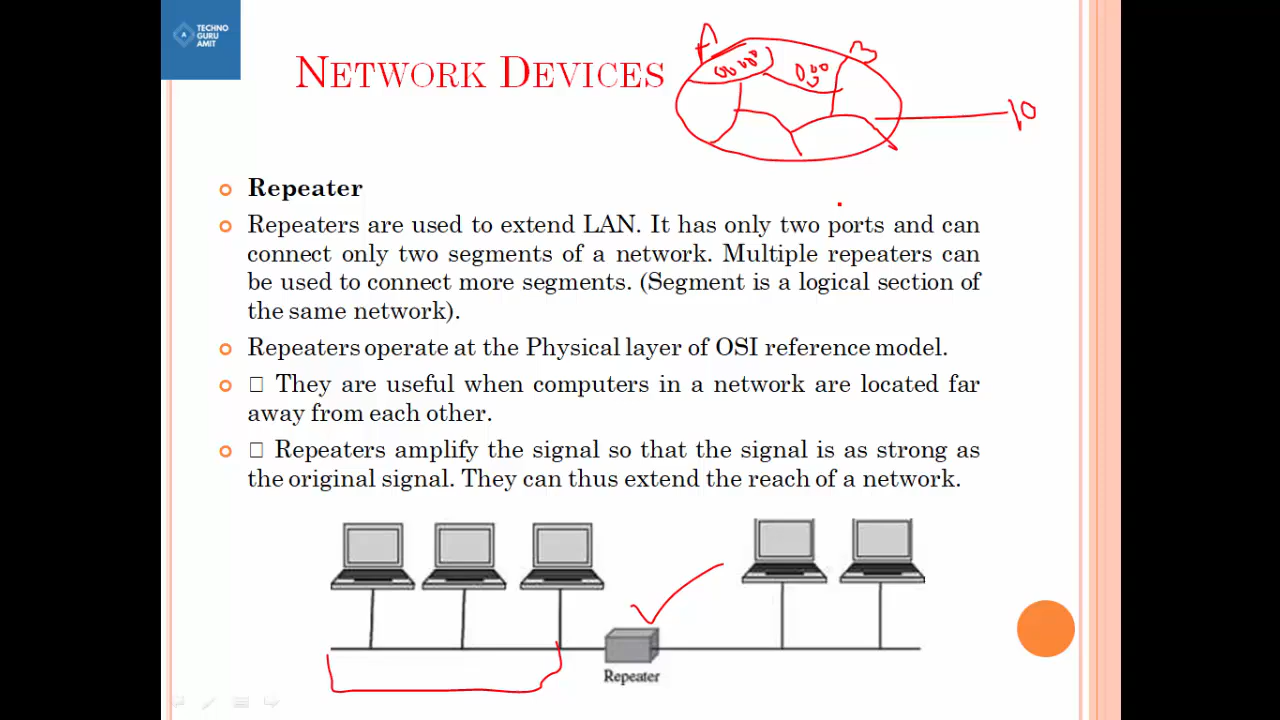 TECHNO
GURU
AMIT
NETWORK DEVICES
A
B
10
Repeater
Repeaters are used to extend LAN. It has only two ports and can
connect only two segments of a network. Multiple repeaters can
be used to connect more segments. (Segment is a logical section of
the same network).
Repeaters operate at the Physical layer of OSI reference model.
□ They are useful when computers in a network are located far
away from each other.
□ Repeaters amplify the signal so that the signal is as strong as
the original signal. They can thus extend the reach of a network.
Repeater